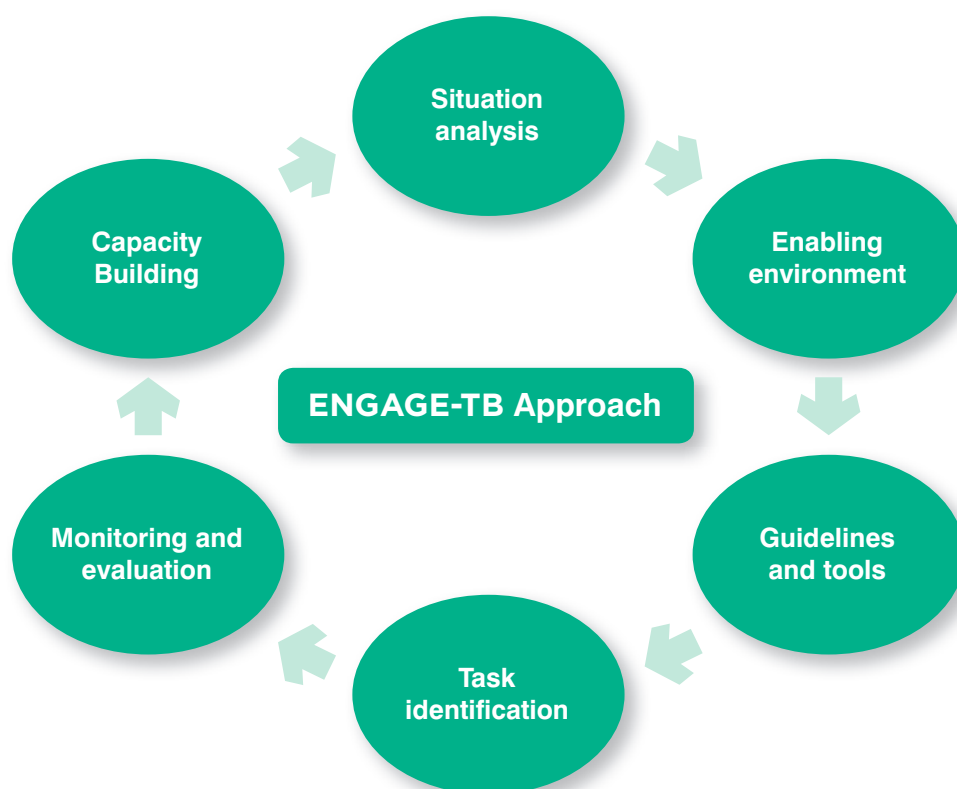 Situation
analysis
Enabling
environment
Guidelines
and tools
Task
identification
Monitoring and
evaluation
Capacity
Building
ENGAGE-TB Approach